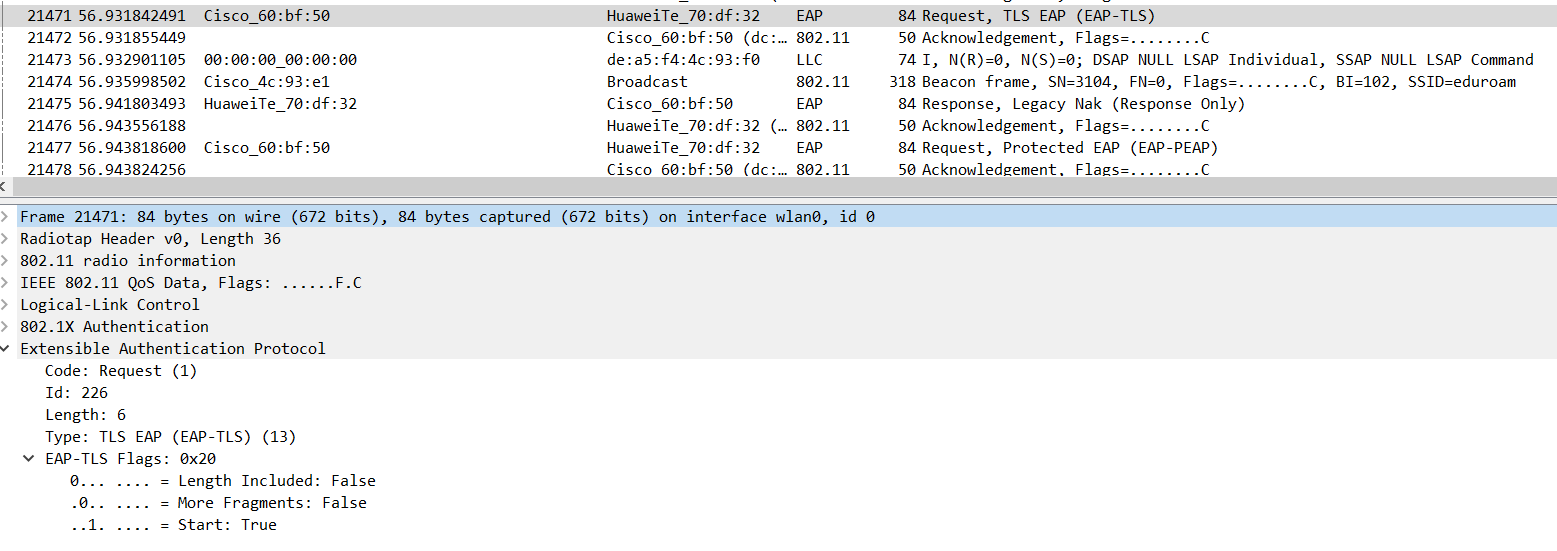 21471 56.931842491 Cisco_60:bf:50 HuaweiTe_70:df:32 EAP 84 Request, TLS EAP (EAP-TLS)
21472 56.931855449 Cisco_60:bf:50 (dc:… 802.11 50 Acknowledgement, Flags=........C
21473 56.932901105 00:00:00_00:00:00 de:a5:f4:4c:93:f0 LLC 74 I, N(R)=0, N(S)=0; DSAP NULL LSAP Individual, SSAP NULL LSAP Command
21474 56.935998502 Cisco_4c:93:e1 Broadcast 802.11 318 Beacon frame, SN=3104, FN=0, Flags=........C, BI=102, SSID=eduroam
21475 56.941803493 HuaweiTe_70:df:32 Cisco_60:bf:50 EAP 84 Response, Legacy Nak (Response Only)
21476 56.943556188 HuaweiTe_70:df:32 (… 802.11 50 Acknowledgement, Flags=........C
21477 56.943818600 Cisco_60:bf:50 HuaweiTe_70:df:32 EAP 84 Request, Protected EAP (EAP-PEAP)
21478 56.943824256 Cisco_60:bf:50 (dc:… 802.11 50 Acknowledgement, Flags=........C
Frame 21471: 84 bytes on wire (672 bits), 84 bytes captured (672 bits) on interface wlan0, id 0
Radiotap Header v0, Length 36
802.11 radio information
IEEE 802.11 QoS Data, Flags: ......F.C
Logical-Link Control
802.1X Authentication
Extensible Authentication Protocol
Code: Request (1)
Id: 226
Length: 6
Type: TLS EAP (EAP-TLS) (13)
EAP-TLS Flags: 0x20
0... .... = Length Included: False
.0.. .... = More Fragments: False
..1. .... = Start: True